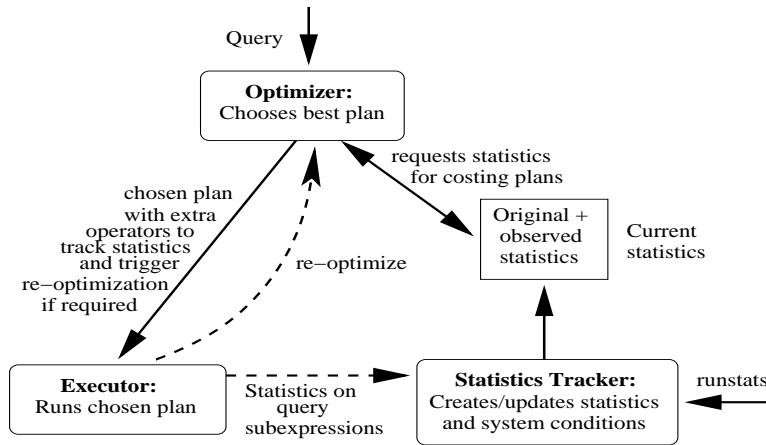 Query
Optimizer:
Chooses best plan
requests statistics
for costing plans
chosen plan
with extra
operators to
track statistics
and trigger
re−optimization
if required
re−optimize
Original +
observed
statistics
Current
statistics
Executor:
Runs chosen plan
Statistics on
query
subexpressions
Statistics Tracker:
Creates/updates statistics
and system conditions
runstats